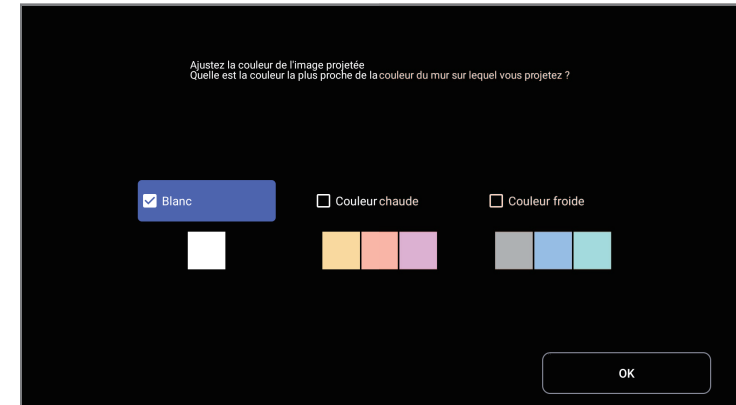 Ajustez la couleur de l'image projetée
Quelle est la couleur la plus proche de la couleur du mur sur lequel vous projetez ?
Blanc
Couleur chaude
Couleur froide
OK